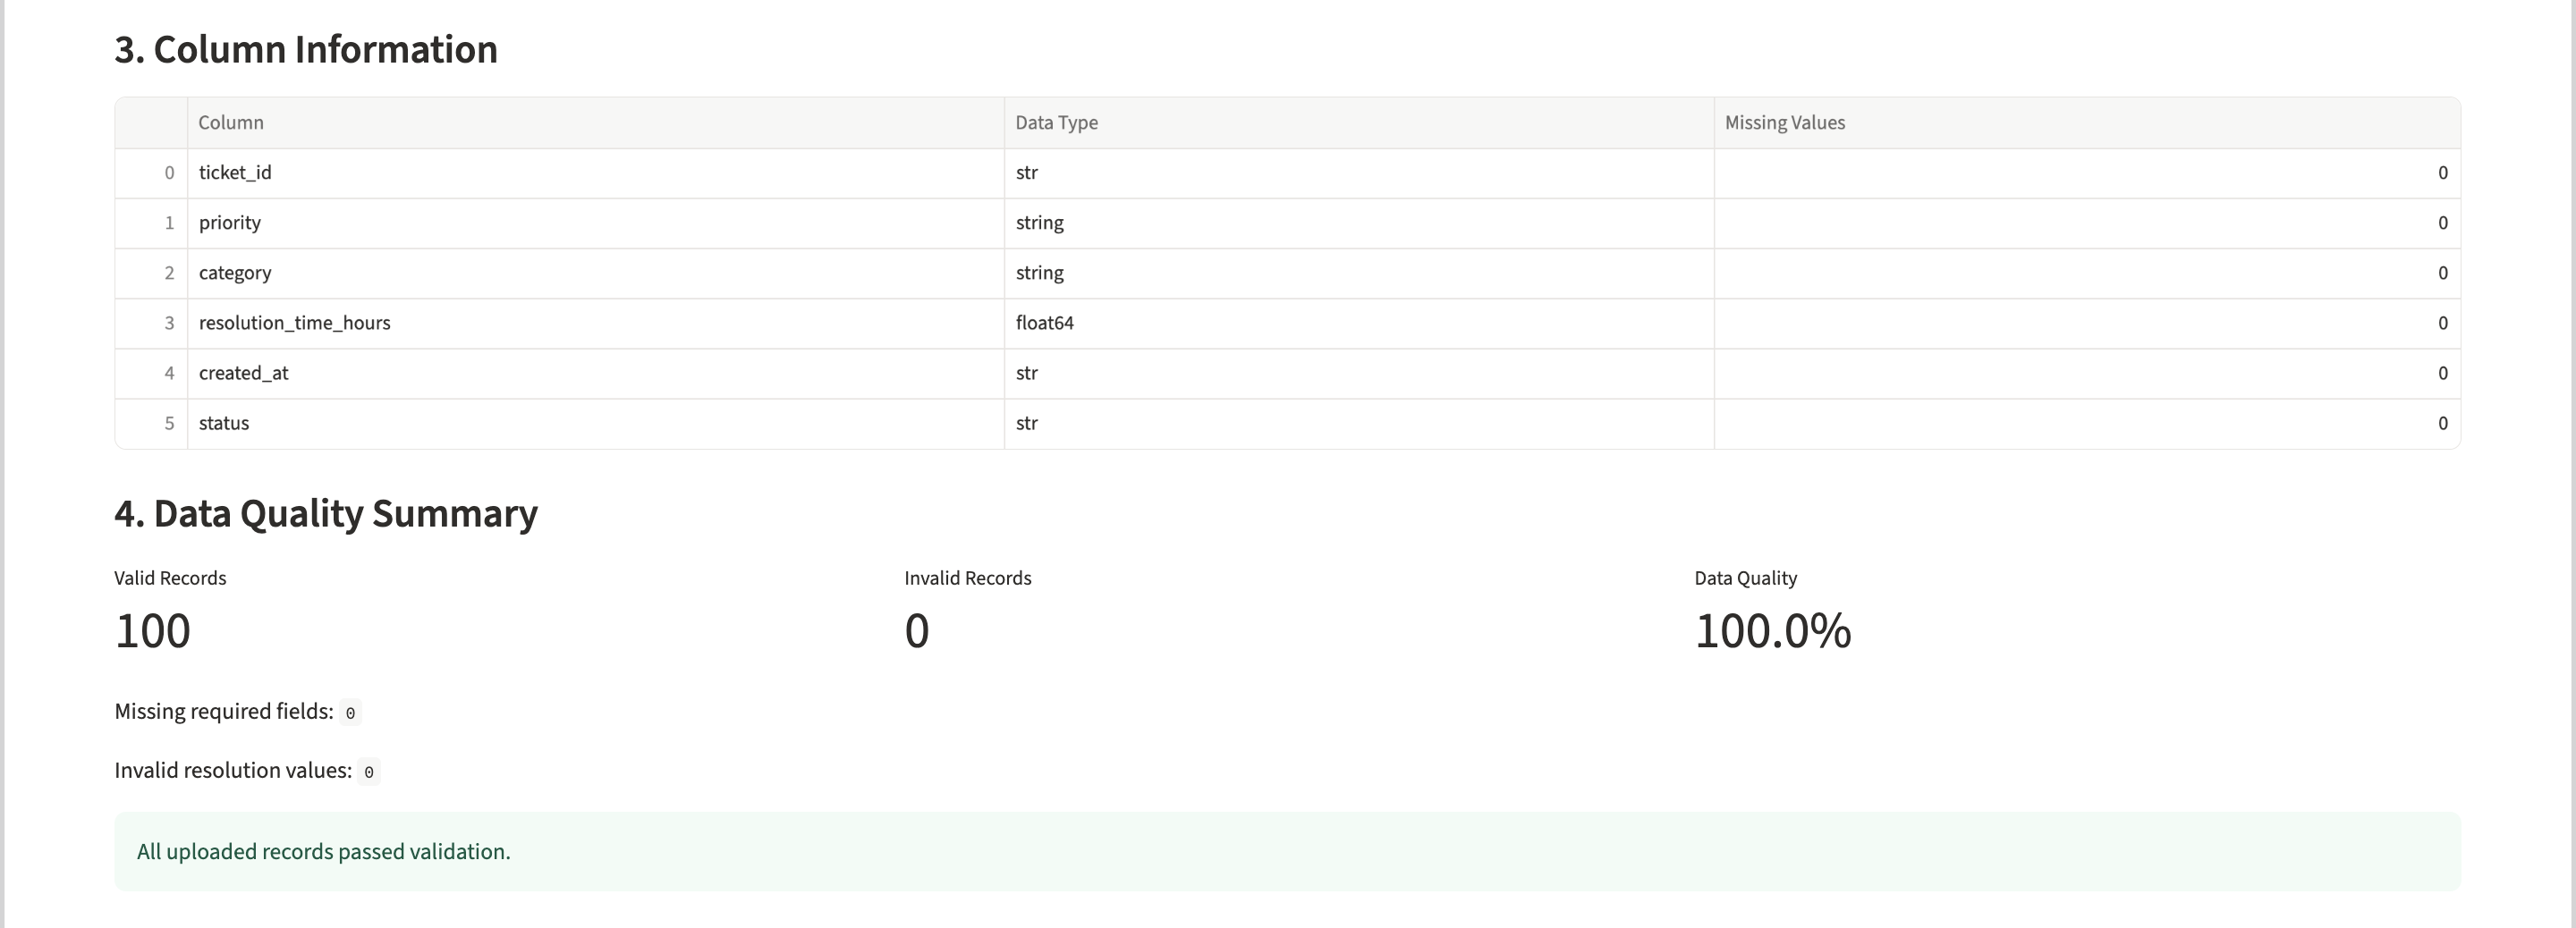 3. Column Information
Column Data Type Missing Values
0 ticket_id str 0
1 priority string 0
2 category string 0
3 resolution_time_hours float64 0
4 created_at str 0
5 status str 0
4. Data Quality Summary
Valid Records Invalid Records Data Quality
100 0 100.0%
Missing required fields: 0
Invalid resolution values: 0
All uploaded records passed validation.